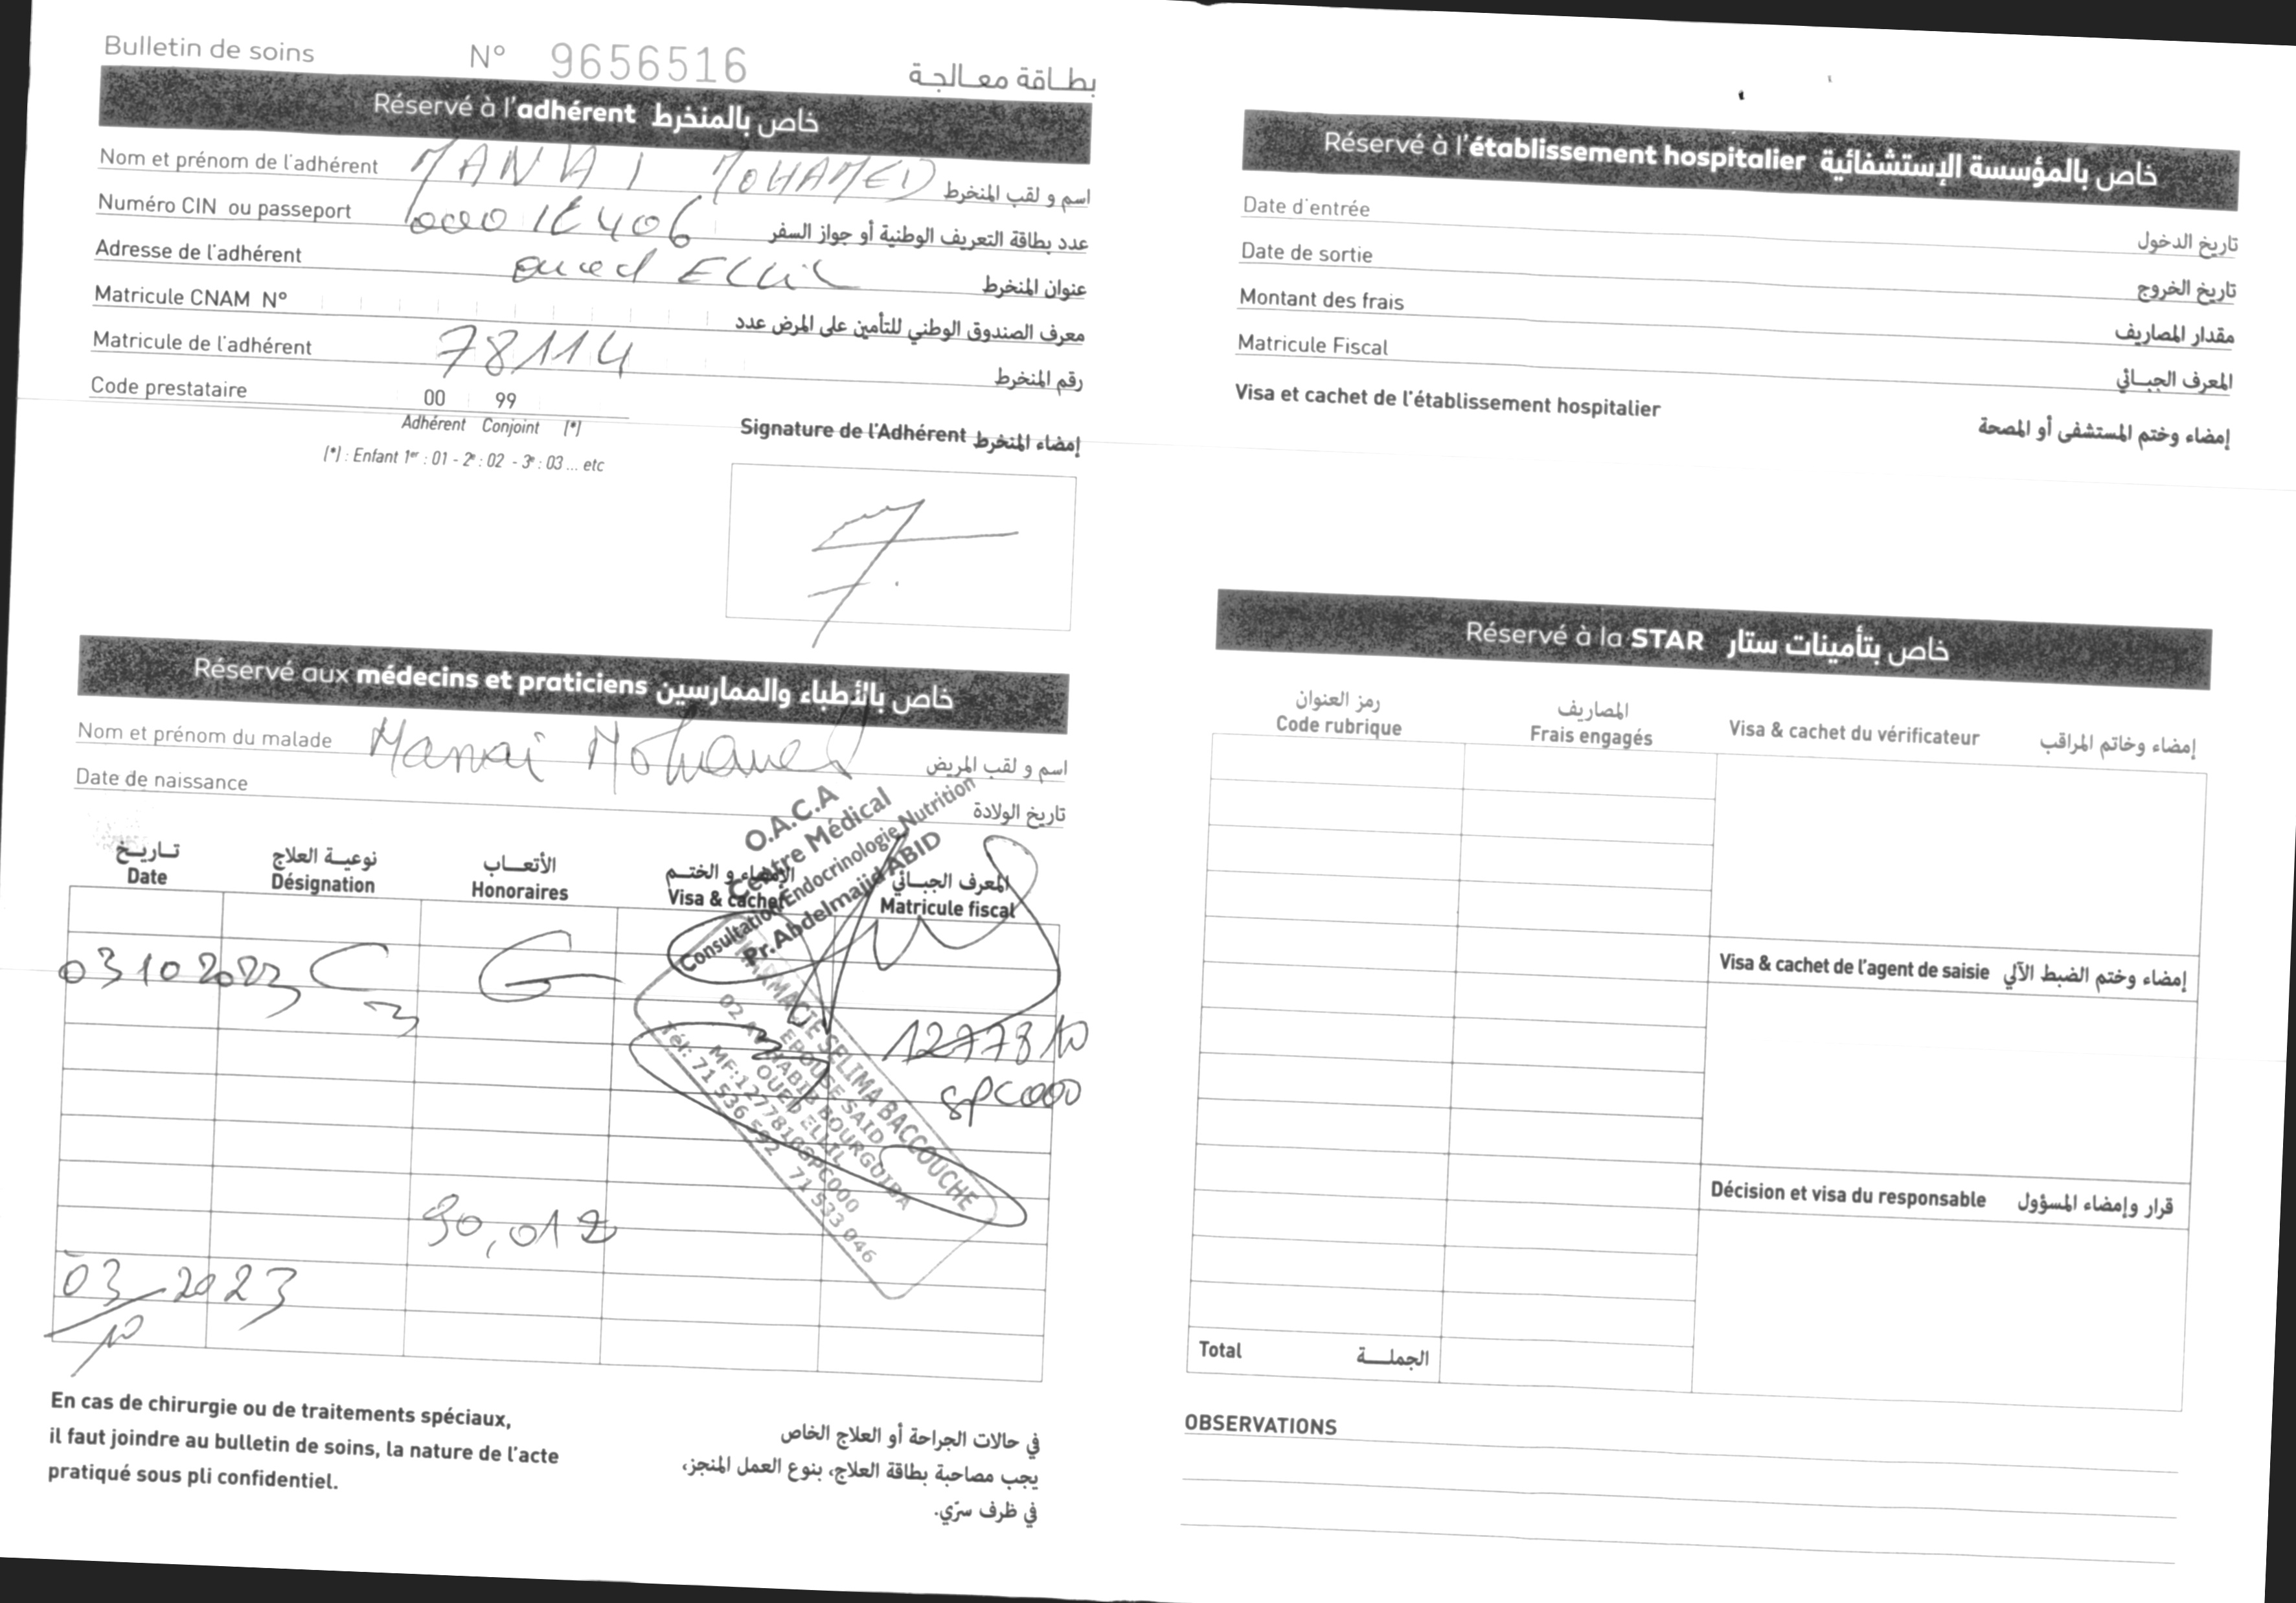 Bulletin de soins N° 9656516 بطاقة معالجة
Réservé à l'adhérent خاص بالمنخرط
Nom et prénom de l'adhérent MANAI MOHAMED اسم و لقب المنخرط
Numéro CIN ou passeport عدد بطاقة التعريف الوطنية أو جواز السفر
Adresse de l'adhérent oued Ellil عنوان المنخرط
Matricule CNAM N° معرف الصندوق الوطني للتأمين على المرض عدد
Matricule de l'adhérent 78114 رقم المنخرط
Code prestataire 00 99
Adhérent Conjoint (*)
(*) : Enfant 1er : 01 - 2e : 02 - 3e : 03 ... etc
Signature de l'Adhérent إمضاء المنخرط
Réservé aux médecins et praticiens خاص بالأطباء والممارسين
Nom et prénom du malade Manai Mohamed اسم و لقب المريض
Date de naissance تاريخ الولادة
O.A.C.A
Centre Médical
Consultation Endocrinologie Nutrition
Pr. Abdelmajid ABID
تاريخ نوعية العلاج الأتعاب الإمضاء و الختم المعرف الجبائي
Date Désignation Honoraires Visa & cachet Matricule fiscal
03 10 2023 C3 G
PHARMACIE SELIMA BACCOUCHE
EPOUSE SAID
02 AV HABIB BOURGUIBA
OUED ELLIL
MF:1277810GPC000
Tél: 71 536 592 71 533 046
1277810
GPC000
90,012
03 2023
10
En cas de chirurgie ou de traitements spéciaux,
il faut joindre au bulletin de soins, la nature de l'acte
pratiqué sous pli confidentiel.
في حالات الجراحة أو العلاج الخاص
يجب مصاحبة بطاقة العلاج، بنوع العمل المنجز،
في ظرف سرّي.
Réservé à l'établissement hospitalier خاص بالمؤسسة الإستشفائية
Date d'entrée تاريخ الدخول
Date de sortie تاريخ الخروج
Montant des frais مقدار المصاريف
Matricule Fiscal المعرف الجبائي
Visa et cachet de l'établissement hospitalier إمضاء وختم المستشفى أو المصحة
Réservé à la STAR خاص بتأمينات ستار
رمز العنوان المصاريف
Code rubrique Frais engagés Visa & cachet du vérificateur إمضاء وخاتم المراقب
Visa & cachet de l'agent de saisie إمضاء وختم الضبط الآلي
Décision et visa du responsable قرار وإمضاء المسؤول
Total الجملة
OBSERVATIONS